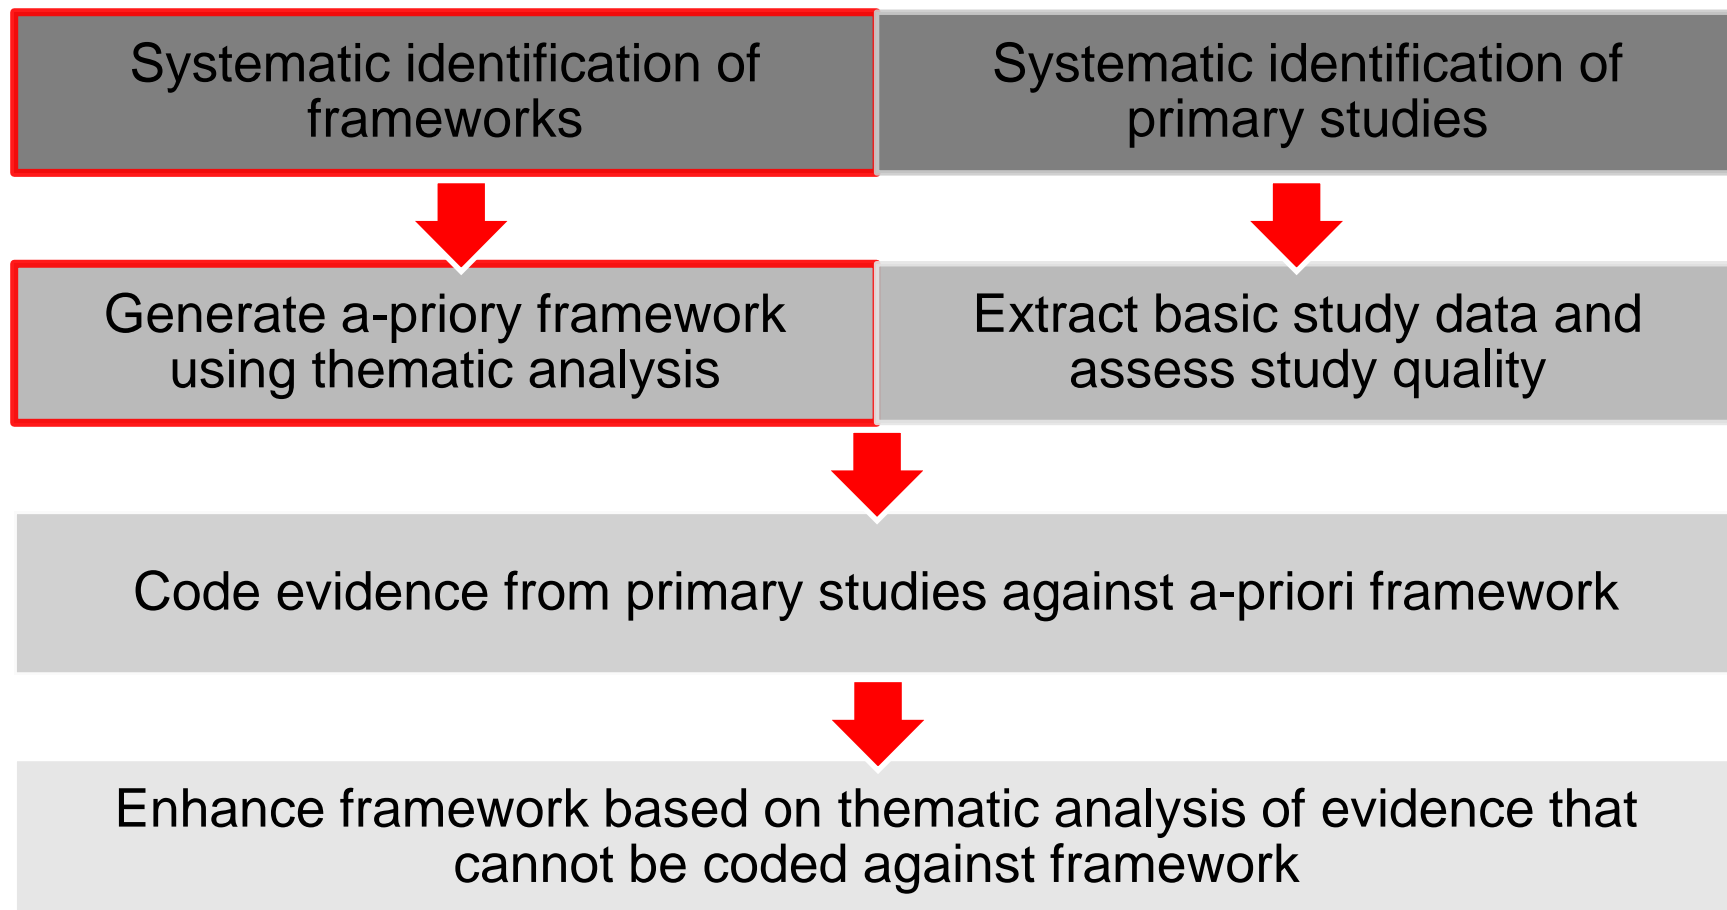 Systematic identification of
frameworks
Systematic identification of
primary studies
Generate a-priory framework
using thematic analysis
Extract basic study data and
assess study quality
Code evidence from primary studies against a-priori framework
Enhance framework based on thematic analysis of evidence that
cannot be coded against framework